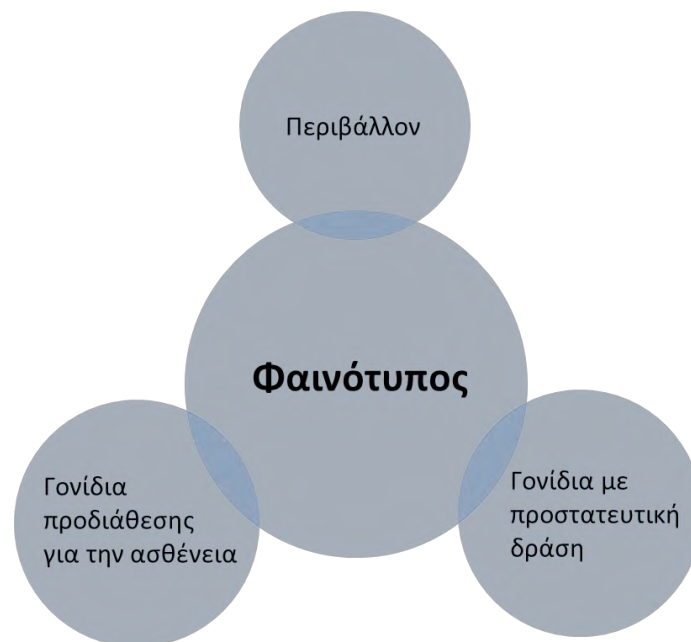 Περιβάλλον
Φαινότυπος
Γονίδια
προδιάθεσης
για την ασθένεια
Γονίδια με
προστατευτική
δράση